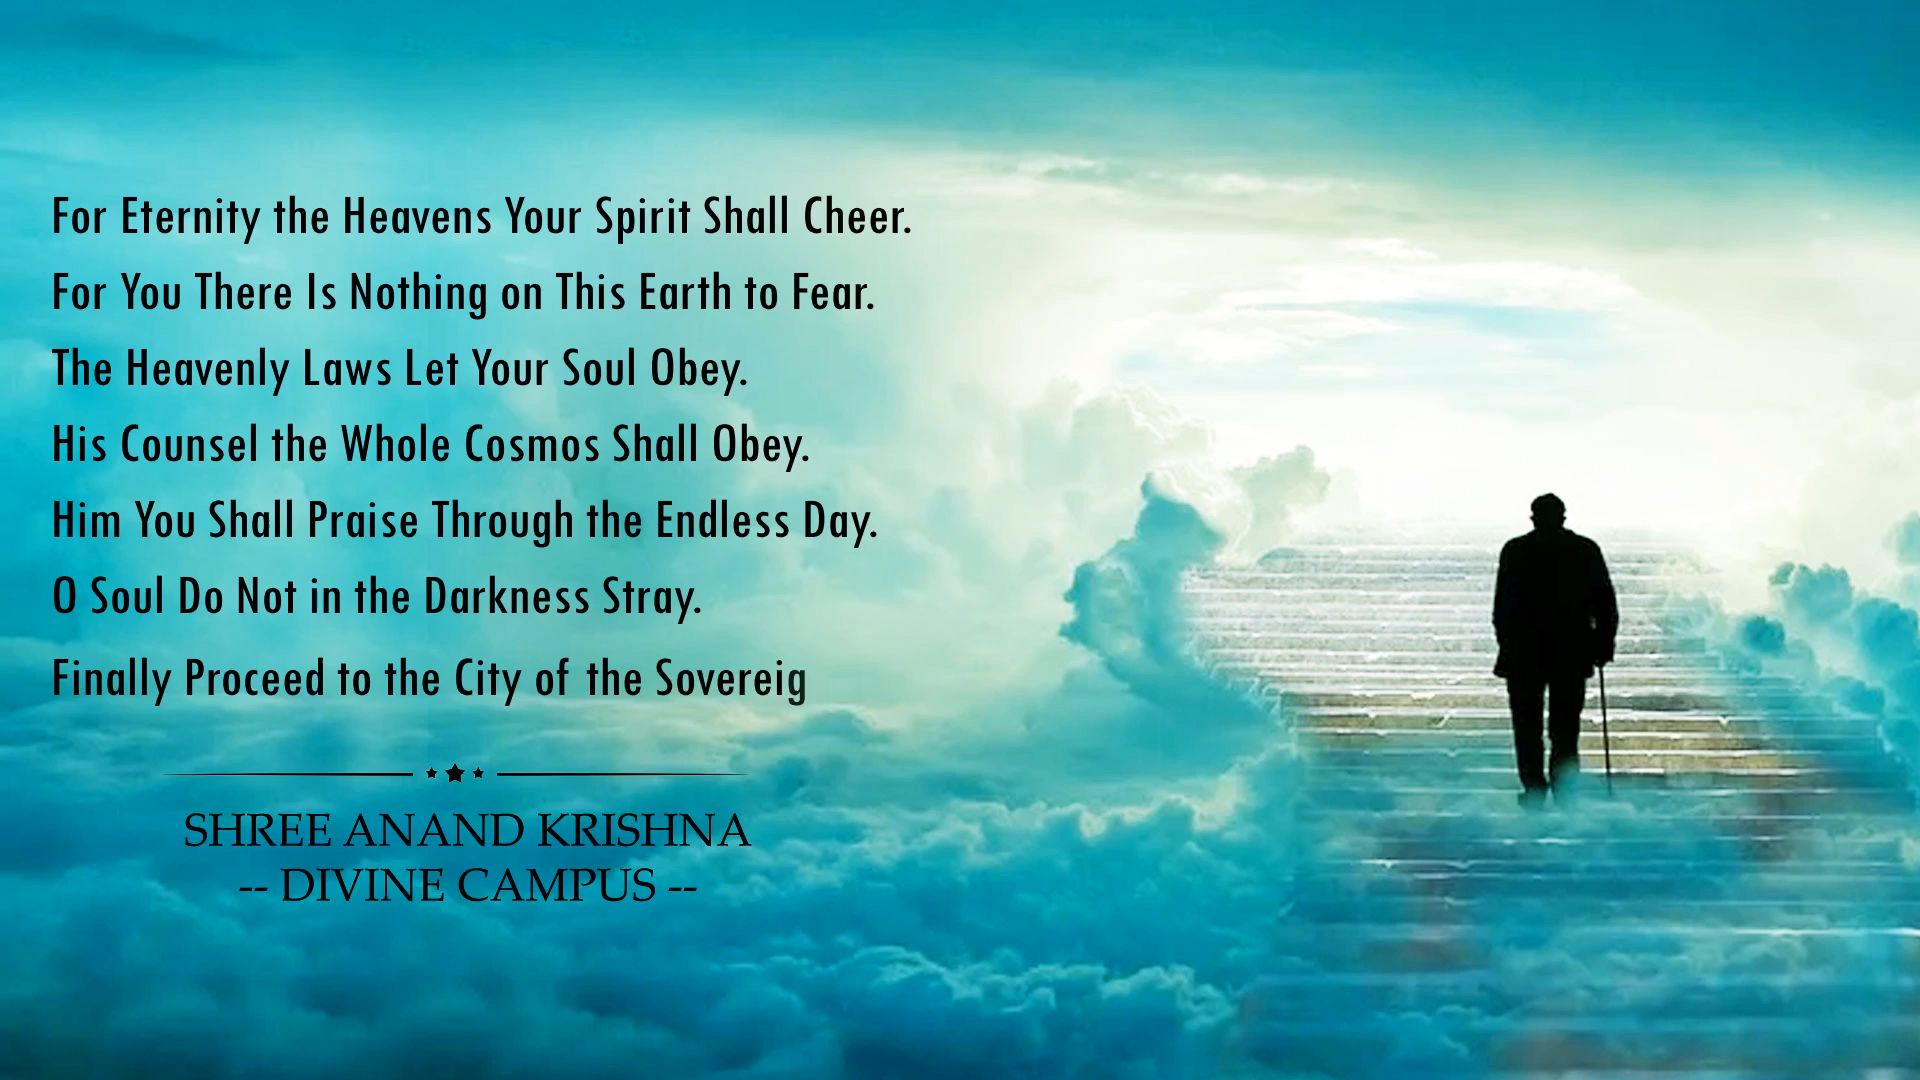 For Eternity the Heavens Your Spirit Shall Cheer.
For You There Is Nothing on This Earth to Fear.
The Heavenly Laws Let Your Soul Obey.
His Counsel the Whole Cosmos Shall Obey.
Him You Shall Praise Through the Endless Day.
O Soul Do Not in the Darkness Stray.
Finally Proceed to the City of the Sovereig
SHREE ANAND KRISHNA
-- DIVINE CAMPUS --